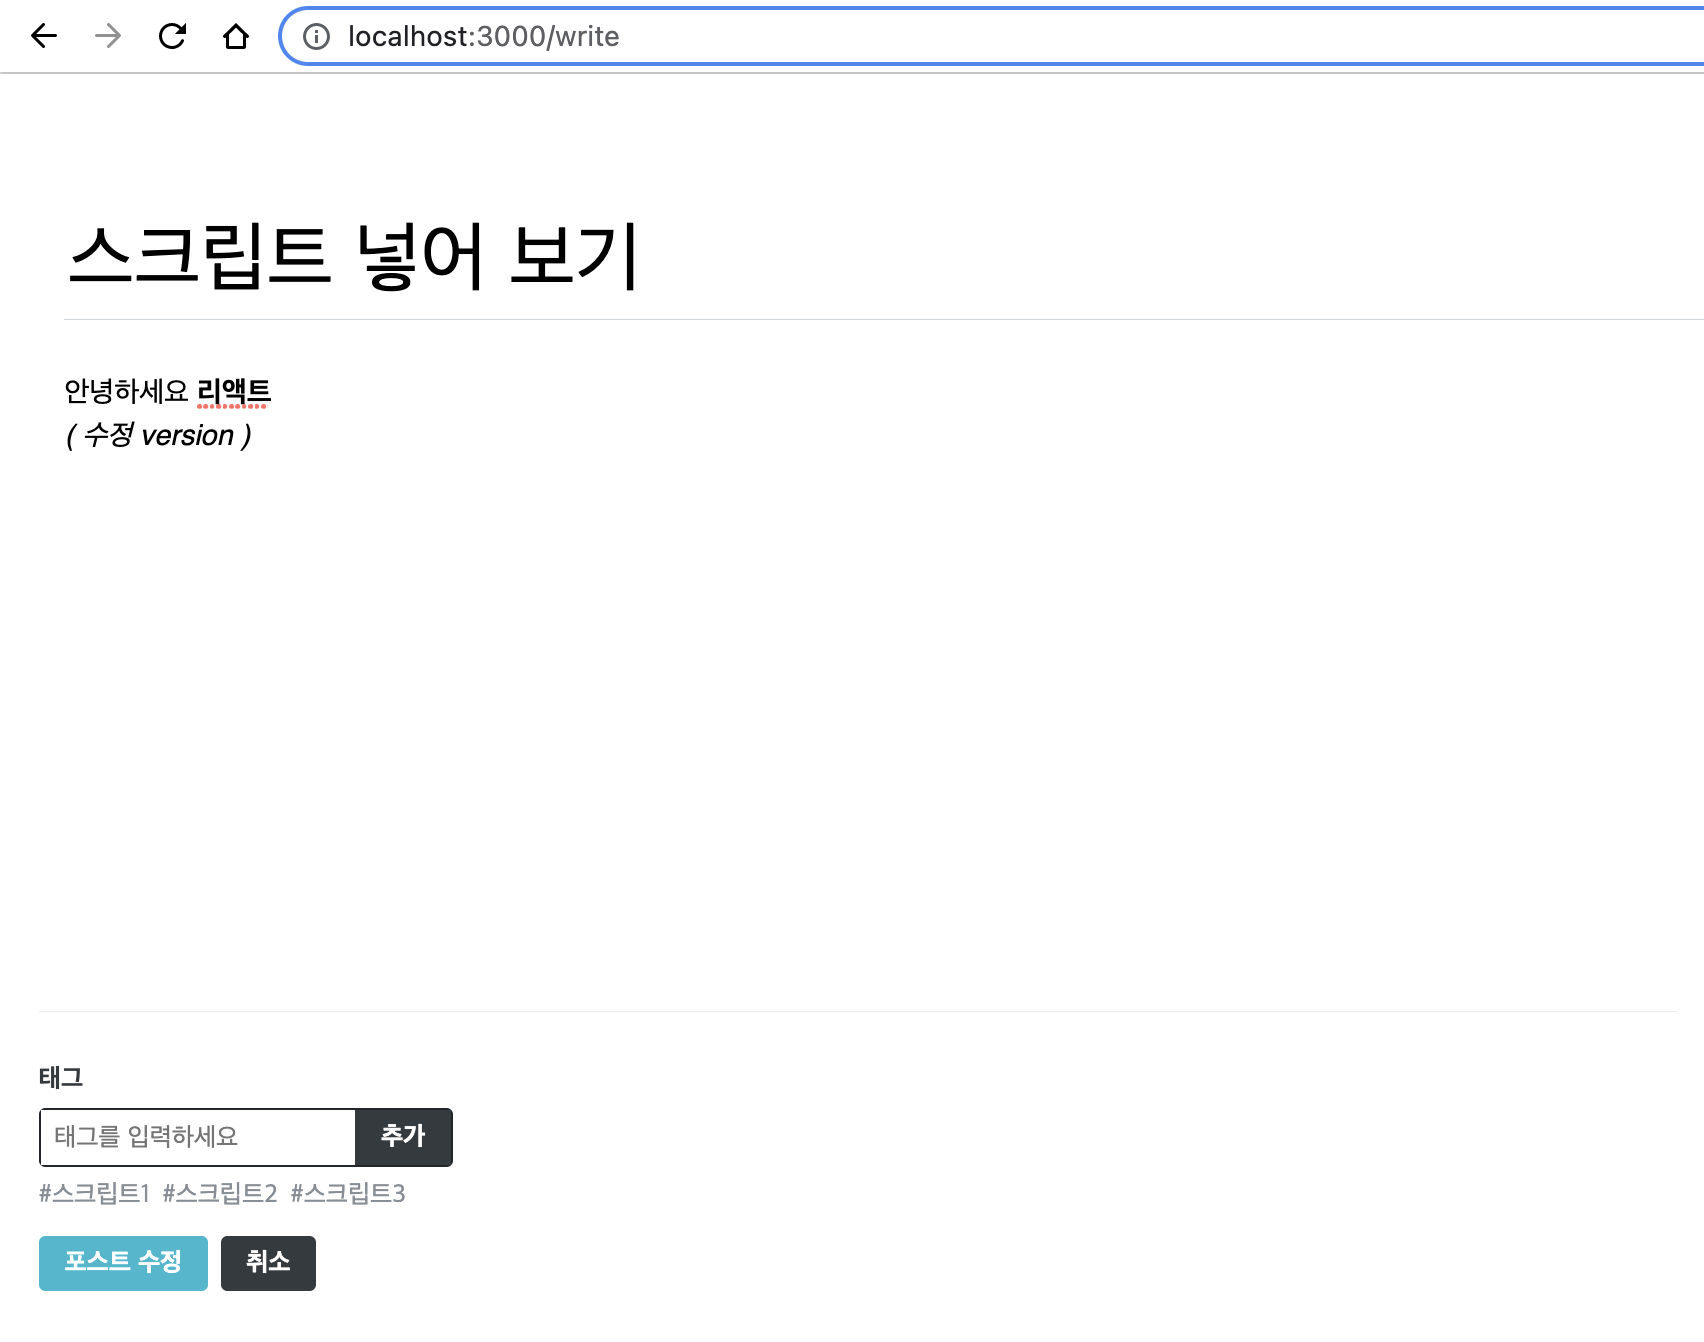 localhost:3000/write
스크립트 넣어 보기
안녕하세요 리액트
( 수정 version )
태그
태그를 입력하세요 추가
#스크립트1 #스크립트2 #스크립트3
포스트 수정 취소